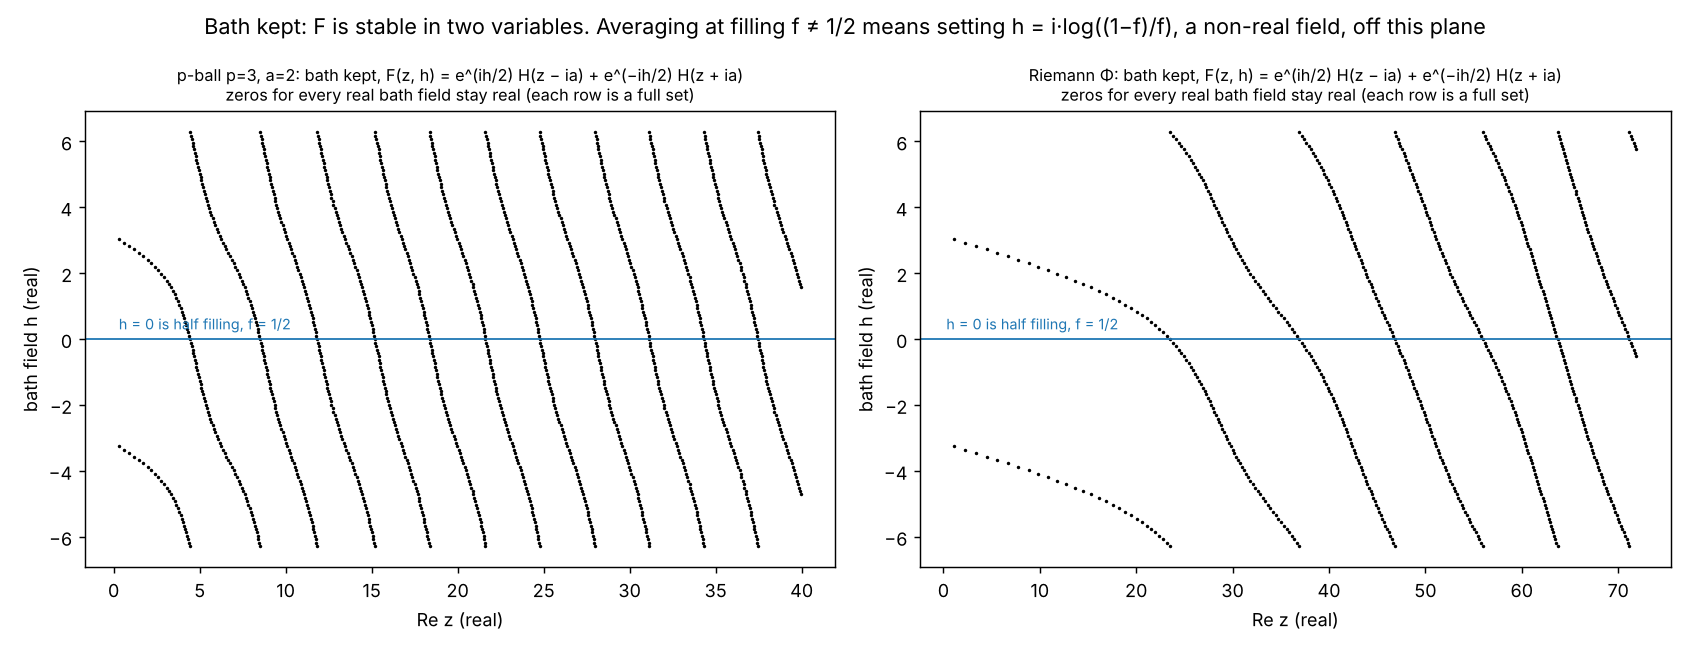 Bath kept: F is stable in two variables. Averaging at filling f ≠ 1/2 means setting h = i·log((1−f)/f), a non-real field, off this plane
p-ball p=3, a=2: bath kept, F(z, h) = e^(ih/2) H(z − ia) + e^(−ih/2) H(z + ia)
zeros for every real bath field stay real (each row is a full set)
bath field h (real)
6
4
2
0
−2
−4
−6
h = 0 is half filling, f = 1/2
0 5 10 15 20 25 30 35 40
Re z (real)
Riemann Φ: bath kept, F(z, h) = e^(ih/2) H(z − ia) + e^(−ih/2) H(z + ia)
zeros for every real bath field stay real (each row is a full set)
bath field h (real)
6
4
2
0
−2
−4
−6
h = 0 is half filling, f = 1/2
0 10 20 30 40 50 60 70
Re z (real)